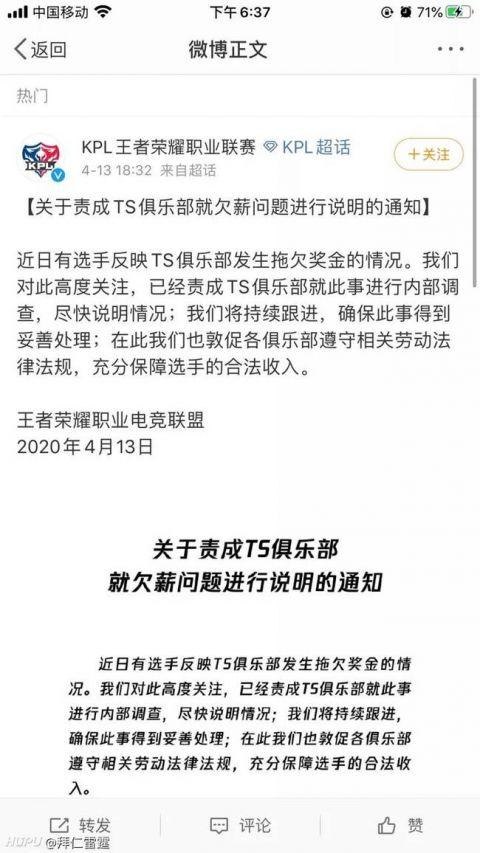 中国移动 下午 6:37 71%
返回 微博正文
热门
KPL王者荣耀职业联赛 KPL 超话
4-13 18:32 来自超话
+关注
KPL
【关于责成TS俱乐部就欠薪问题进行说明的通知】
近日有选手反映TS俱乐部发生拖欠奖金的情况。我们
对此高度关注，已经责成TS俱乐部就此事进行内部调
查，尽快说明情况；我们将持续跟进，确保此事得到
妥善处理；在此我们也敦促各俱乐部遵守相关劳动法
律法规，充分保障选手的合法收入。
王者荣耀职业电竞联盟
2020年4月13日
关于责成TS俱乐部
就欠薪问题进行说明的通知
近日有选手反映TS俱乐部发生拖欠奖金的情
况。我们对此高度关注，已经责成TS俱乐部就此事
进行内部调查，尽快说明情况；我们将持续跟进，
确保此事得到妥善处理；在此我们也敦促各俱乐部
遵守相关劳动法律法规，充分保障选手的合法收
入。
转发 评论 赞
HUPU @拜仁雷霆